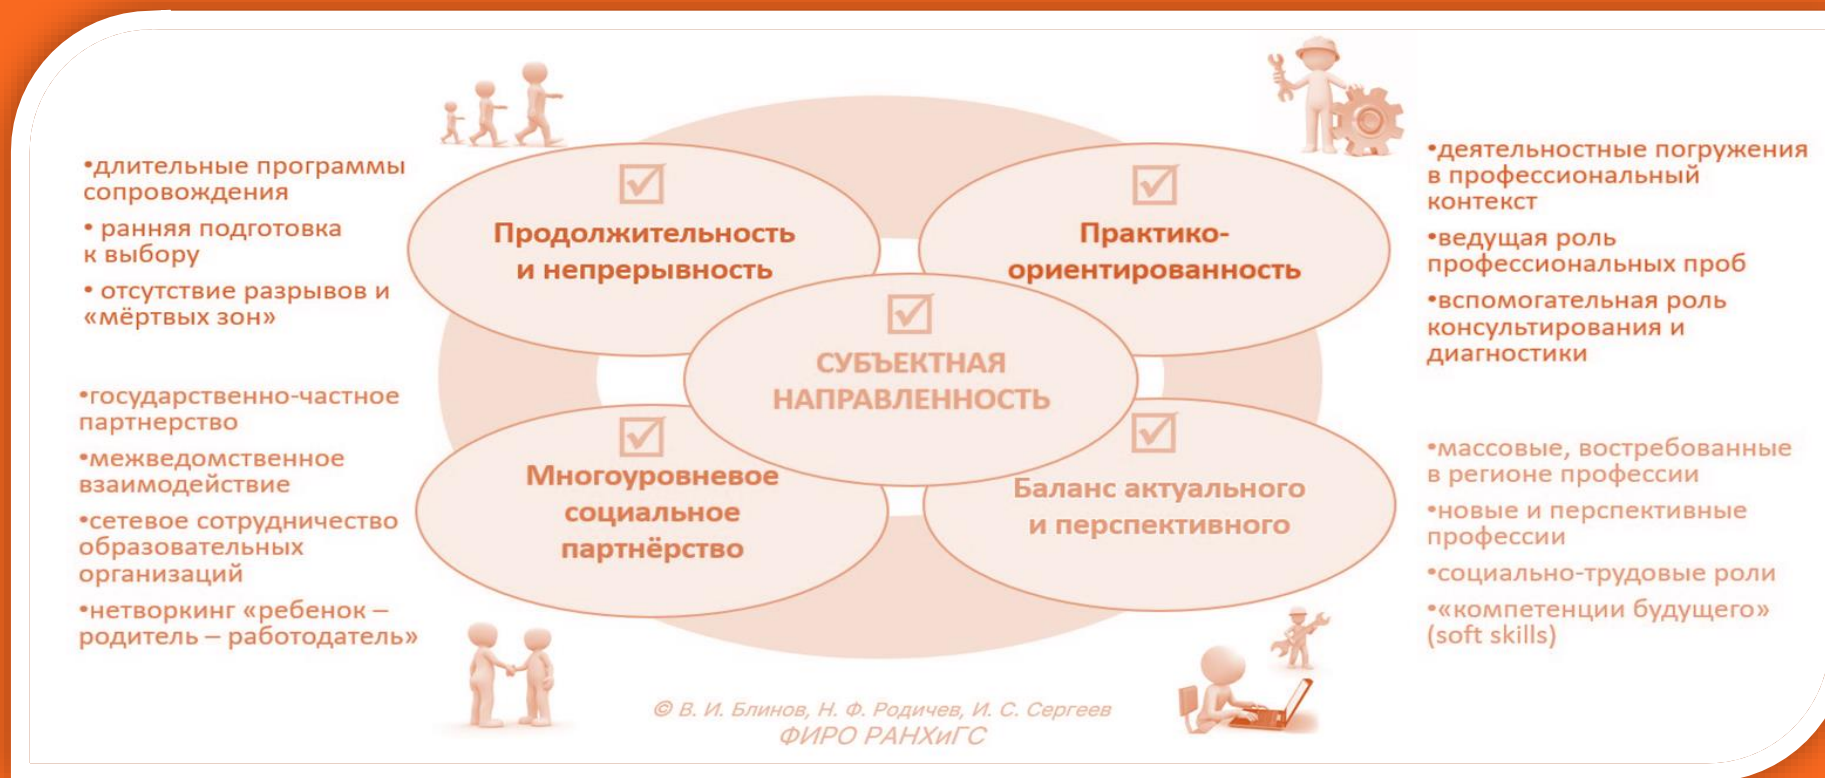 •длительные программы
сопровождения
• ранняя подготовка
к выбору
• отсутствие разрывов и
«мёртвых зон»
Продолжительность
и непрерывность
Практико-
ориентированность
•деятельностные погружения
в профессиональный
контекст
•ведущая роль
профессиональных проб
•вспомогательная роль
консультирования и
диагностики
СУБЪЕКТНАЯ
НАПРАВЛЕННОСТЬ
•государственно-частное
партнерство
•межведомственное
взаимодействие
•сетевое сотрудничество
образовательных
организаций
•нетворкинг «ребенок –
родитель – работодатель»
Многоуровневое
социальное
партнёрство
Баланс актуального
и перспективного
•массовые, востребованные
в регионе профессии
•новые и перспективные
профессии
•социально-трудовые роли
•«компетенции будущего»
(soft skills)
© В. И. Блинов, Н. Ф. Родичев, И. С. Сергеев
ФИРО РАНХиГС